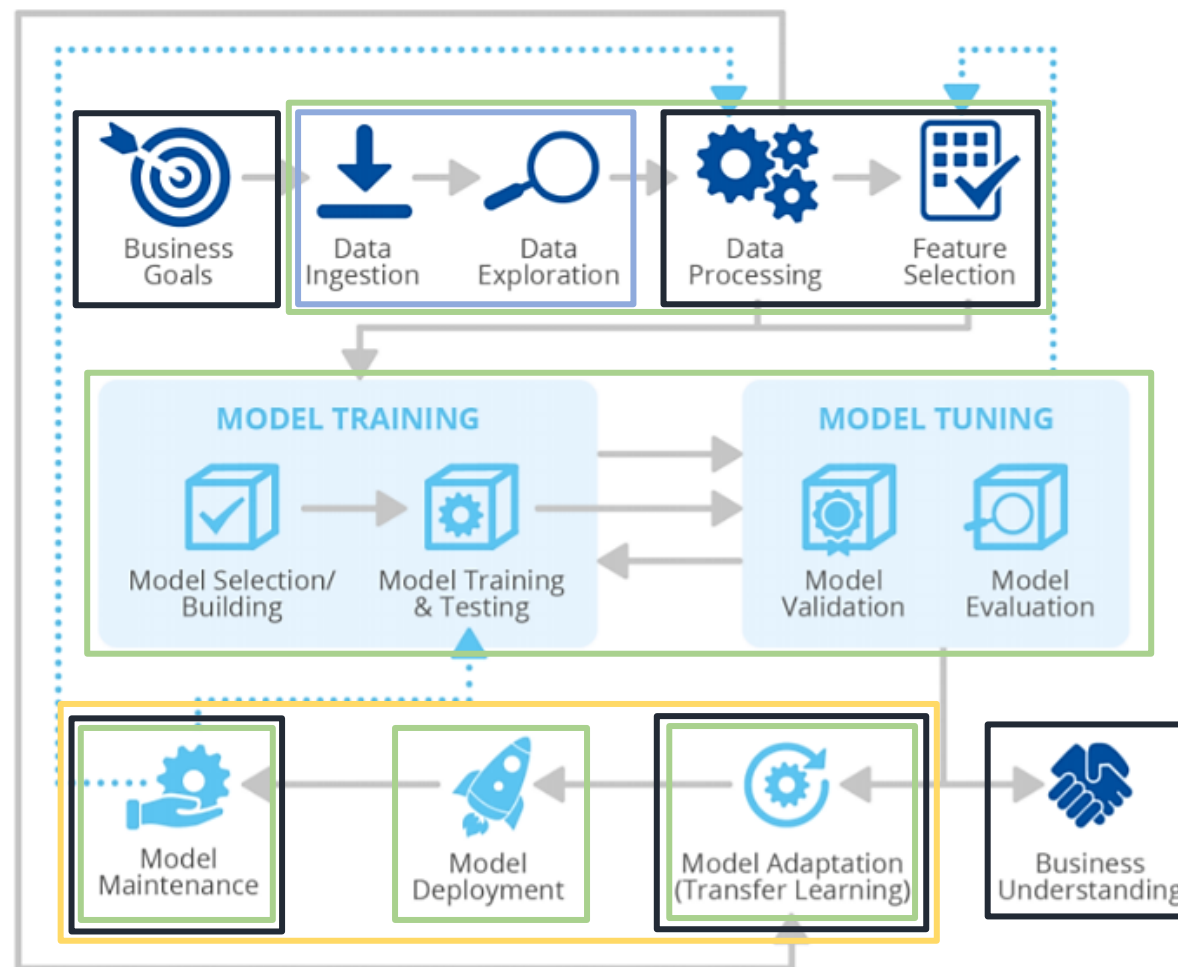 Business
Goals
Data
Ingestion
Data
Exploration
Data
Processing
Feature
Selection
MODEL TRAINING
MODEL TUNING
Model Selection/
Building
Model Training
& Testing
Model
Validation
Model
Evaluation
Model
Maintenance
Model
Deployment
Model Adaptation
(Transfer Learning)
Business
Understanding